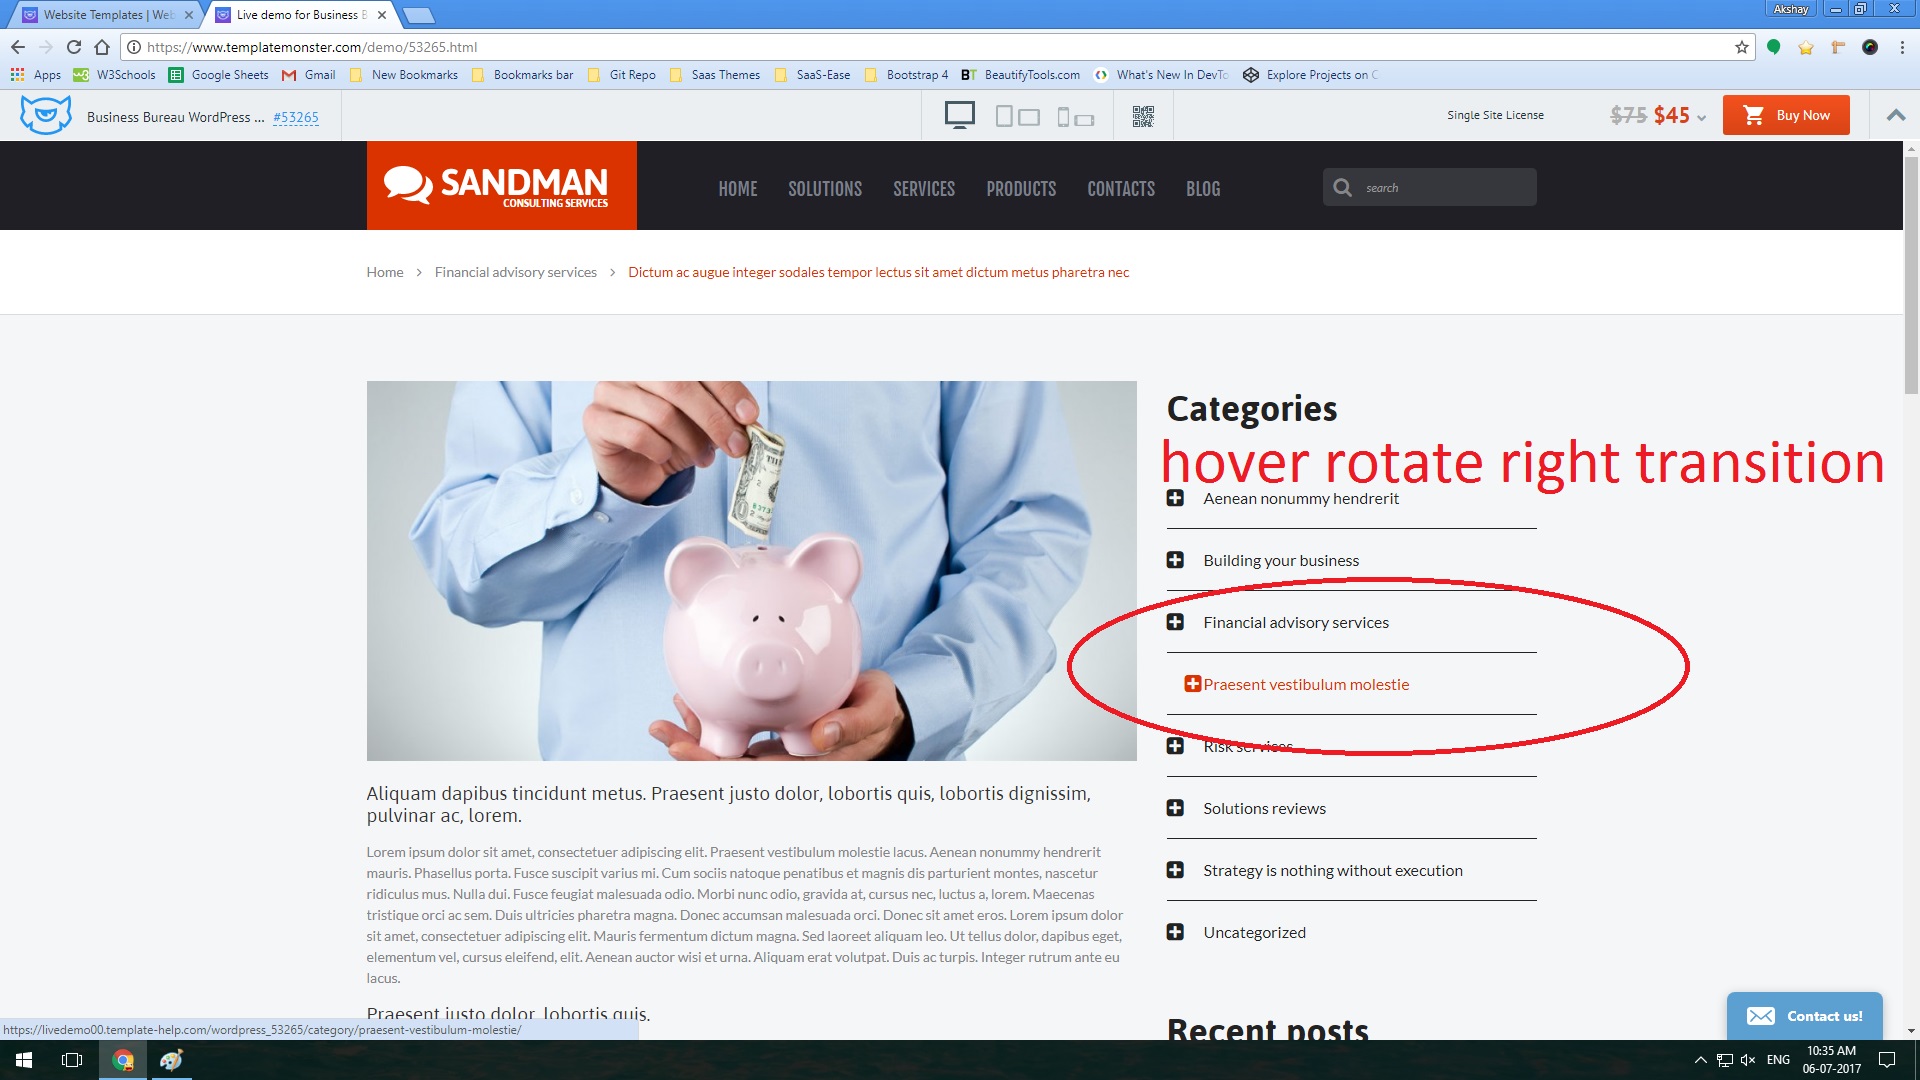 Website Templates | Web
Live demo for Business B
Akshay
https://www.templatemonster.com/demo/53265.html
Apps W3Schools Google Sheets Gmail New Bookmarks Bookmarks bar Git Repo Saas Themes SaaS-Ease Bootstrap 4 BT BeautifyTools.com What's New In DevTo Explore Projects on C
Business Bureau WordPress ... #53265
Single Site License $75 $45 Buy Now
SANDMAN
CONSULTING SERVICES
HOME SOLUTIONS SERVICES PRODUCTS CONTACTS BLOG
search
Home > Financial advisory services > Dictum ac augue integer sodales tempor lectus sit amet dictum metus pharetra nec
Categories
hover rotate right transition
Aenean nonummy hendrerit
Building your business
Financial advisory services
Praesent vestibulum molestie
Risk services
Solutions reviews
Strategy is nothing without execution
Uncategorized
Aliquam dapibus tincidunt metus. Praesent justo dolor, lobortis quis, lobortis dignissim,
pulvinar ac, lorem.
Lorem ipsum dolor sit amet, consectetuer adipiscing elit. Praesent vestibulum molestie lacus. Aenean nonummy hendrerit
mauris. Phasellus porta. Fusce suscipit varius mi. Cum sociis natoque penatibus et magnis dis parturient montes, nascetur
ridiculus mus. Nulla dui. Fusce feugiat malesuada odio. Morbi nunc odio, gravida at, cursus nec, luctus a, lorem. Maecenas
tristique orci ac sem. Duis ultricies pharetra magna. Donec accumsan malesuada orci. Donec sit amet eros. Lorem ipsum dolor
sit amet, consectetuer adipiscing elit. Mauris fermentum dictum magna. Sed laoreet aliquam leo. Ut tellus dolor, dapibus eget,
elementum vel, cursus eleifend, elit. Aenean auctor wisi et urna. Aliquam erat volutpat. Duis ac turpis. Integer rutrum ante eu
lacus.
Praesent justo dolor, lobortis quis.
Recent posts
Contact us!
https://livedemo00.template-help.com/wordpress_53265/category/praesent-vestibulum-molestie/
ENG
10:35 AM
06-07-2017